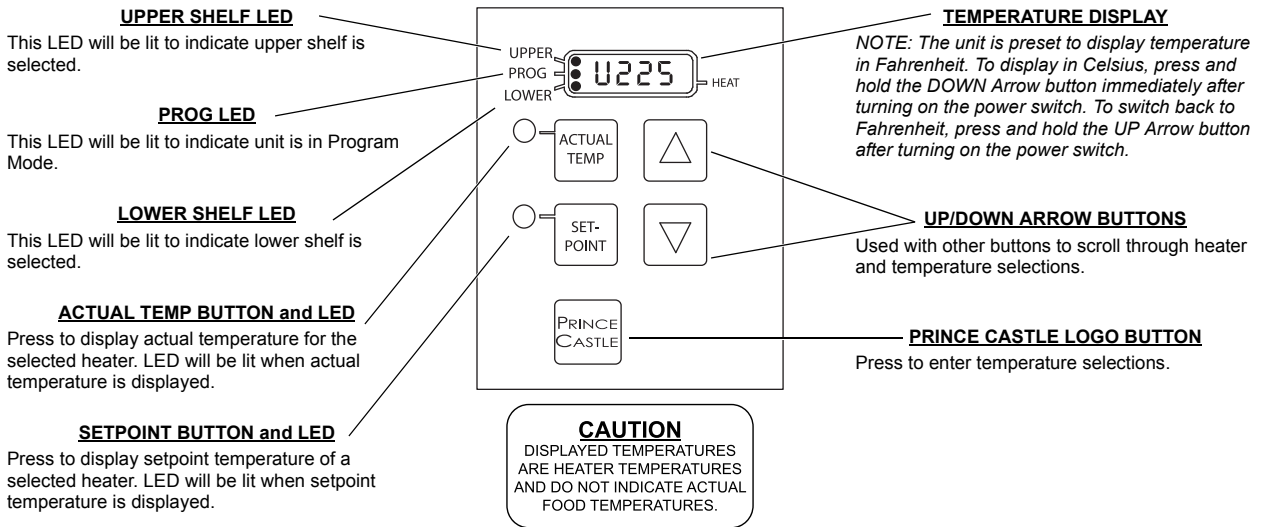 UPPER SHELF LED
This LED will be lit to indicate upper shelf is
selected.
PROG LED
This LED will be lit to indicate unit is in Program
Mode.
LOWER SHELF LED
This LED will be lit to indicate lower shelf is
selected.
ACTUAL TEMP BUTTON and LED
Press to display actual temperature for the
selected heater. LED will be lit when actual
temperature is displayed.
SETPOINT BUTTON and LED
Press to display setpoint temperature of a
selected heater. LED will be lit when setpoint
temperature is displayed.
UPPER
PROG
LOWER
U225
HEAT
ACTUAL
TEMP
SET-
POINT
PRINCE
CASTLE
CAUTION
DISPLAYED TEMPERATURES
ARE HEATER TEMPERATURES
AND DO NOT INDICATE ACTUAL
FOOD TEMPERATURES.
TEMPERATURE DISPLAY
NOTE: The unit is preset to display temperature
in Fahrenheit. To display in Celsius, press and
hold the DOWN Arrow button immediately after
turning on the power switch. To switch back to
Fahrenheit, press and hold the UP Arrow button
after turning on the power switch.
UP/DOWN ARROW BUTTONS
Used with other buttons to scroll through heater
and temperature selections.
PRINCE CASTLE LOGO BUTTON
Press to enter temperature selections.